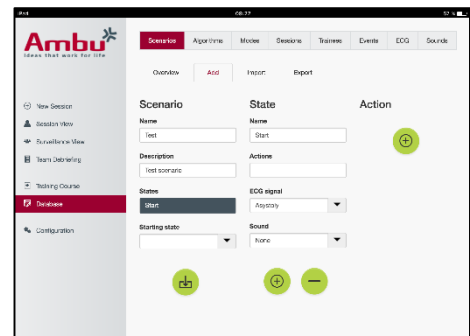 iPad 08.27 97 %
Ambu
Ideas that work for life
Scenarios Algorithms Modes Sessions Trainees Events ECG Sounds
Overview Add Import Export
New Session
Session View
Surveillance View
Team Debriefing
Training Course
Database
Configuration
Scenario State Action
Name Name
Test Start
Description Actions
Test scenario
States ECG signal
Start Asystoly
Starting state Sound
None